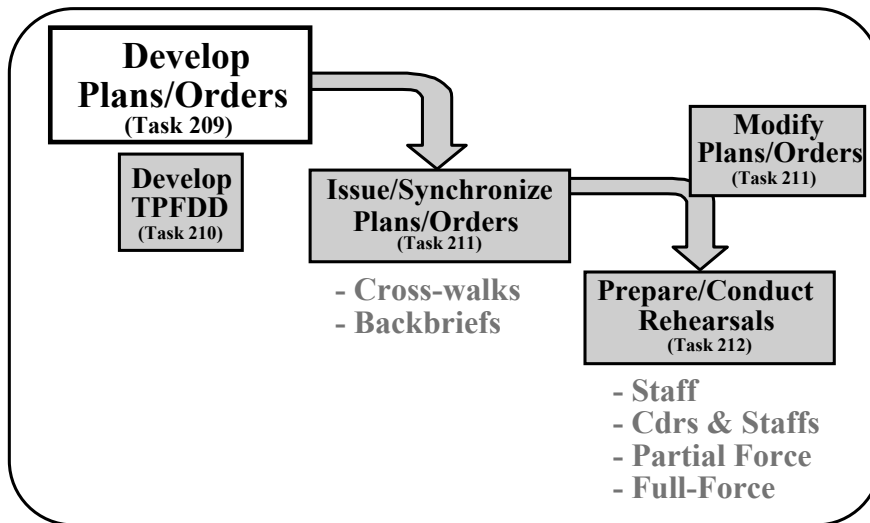 Develop
Plans/Orders
(Task 209)
Develop
TPFDD
(Task 210)
Issue/Synchronize
Plans/Orders
(Task 211)
- Cross-walks
- Backbriefs
Modify
Plans/Orders
(Task 211)
Prepare/Conduct
Rehearsals
(Task 212)
- Staff
- Cdrs & Staffs
- Partial Force
- Full-Force